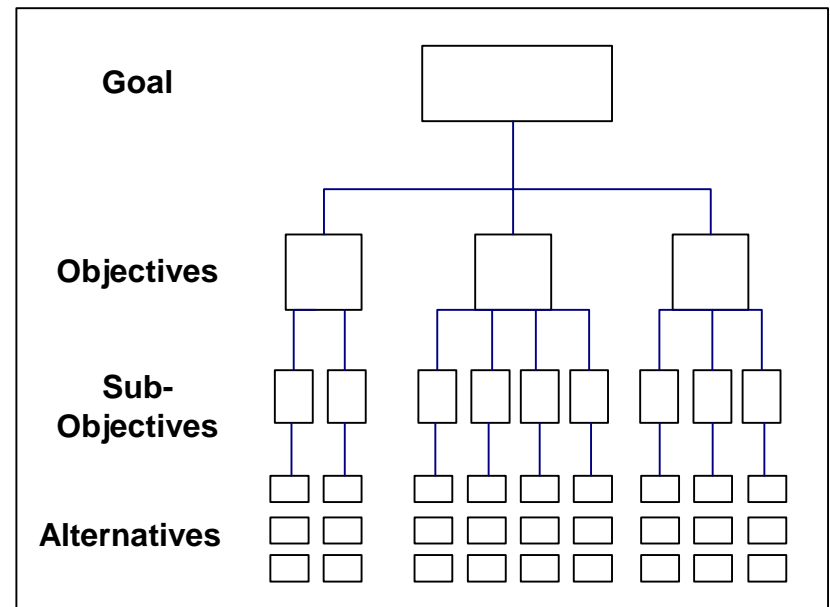 Goal
Objectives
Sub-
Objectives
Alternatives